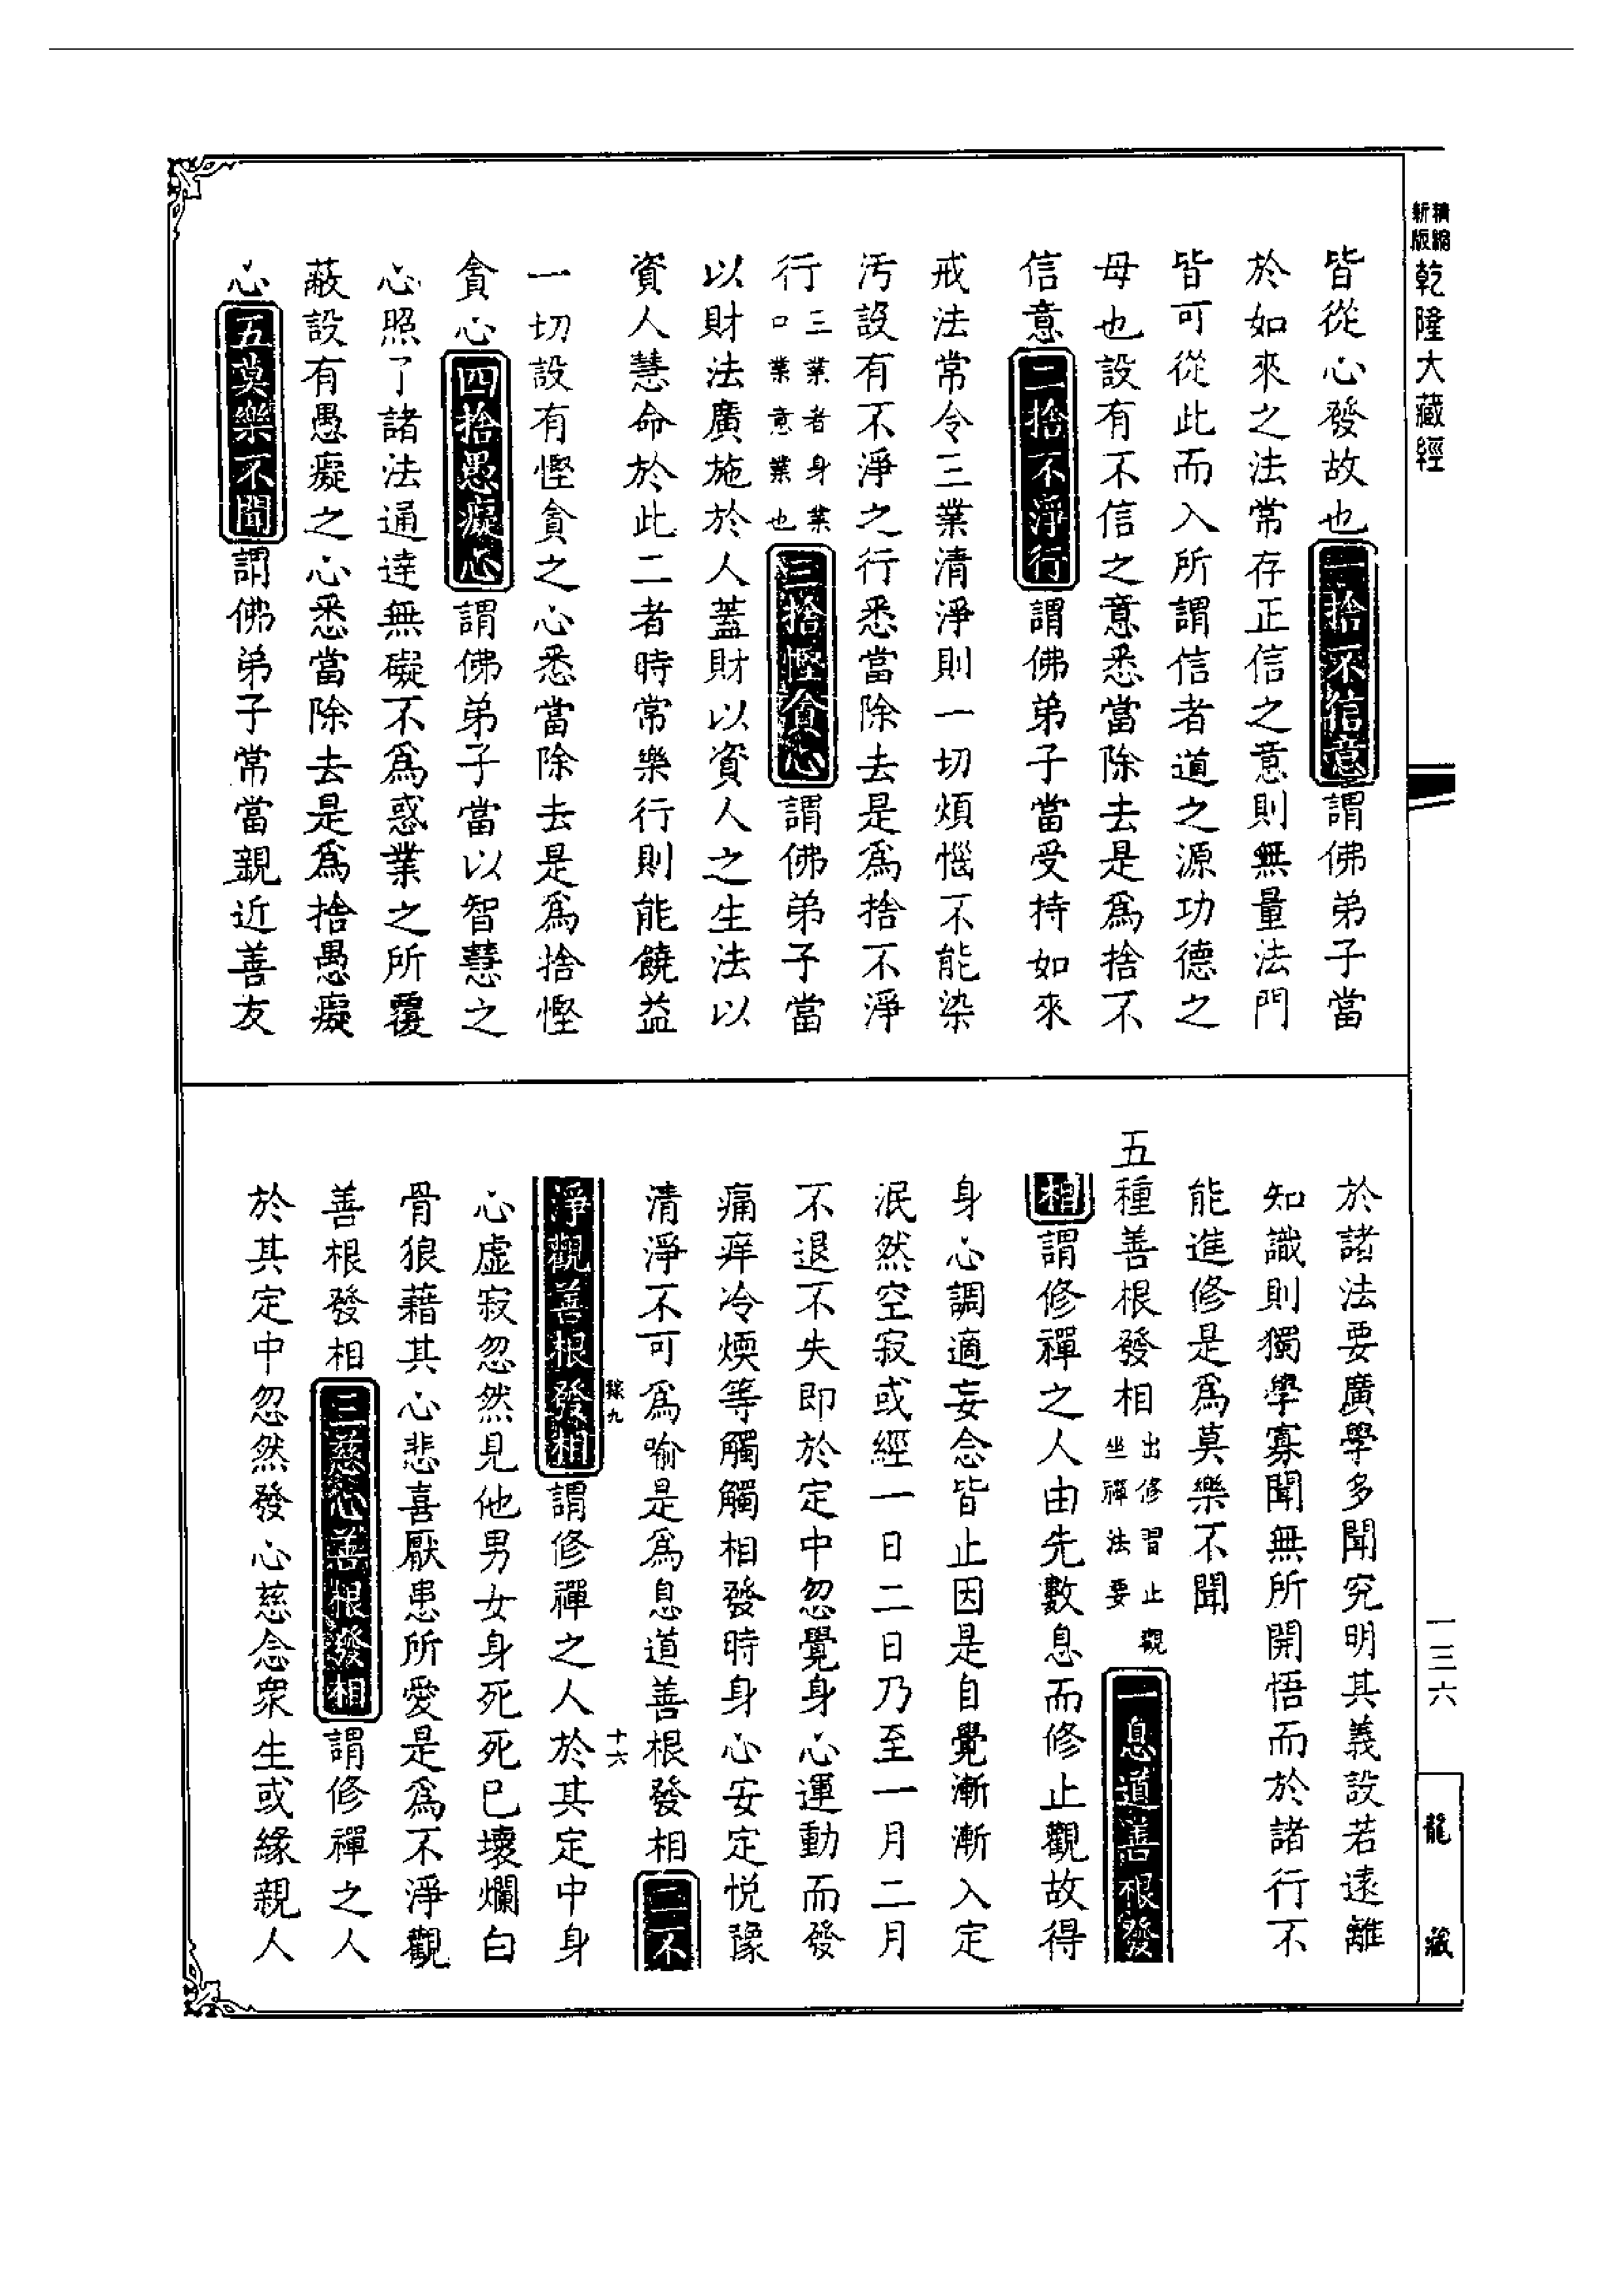 精縮新版乾隆大藏經
皆從心發故也一捨不信意謂佛弟子當
於如來之法常存正信之意則無量法門
皆可從此而入所謂信者道之源功德之
母也設有不信之意悉當除去是爲捨不
信意二捨不淨行謂佛弟子當受持如來
戒法常令三業清淨則一切煩惱不能染
汚設有不淨之行悉當除去是爲捨不淨
行三業者身業口業意業也三捨慳貪心謂佛弟子當
以財法廣施於人蓋財以資人之生法以
資人慧命於此二者時常樂行則能饒益
一切設有慳貪之心悉當除去是爲捨慳
貪心四捨愚癡心謂佛弟子當以智慧之
心照了諸法通達無礙不爲惑業之所覆
蔽設有愚癡之心悉當除去是爲捨愚癡
心五莫樂不聞謂佛弟子常當親近善友
於諸法要廣學多聞究明其義設若遠離
知識則獨學寡聞無所開悟而於諸行不
能進修是爲莫樂不聞
五種善根發相出修習止觀坐禪法要一息道善根發
相謂修禪之人由先數息而修止觀故得
身心調適妄念皆止因是自覺漸漸入定
泯然空寂或經一日二日乃至一月二月
不退不失即於定中忽覺身心運動而發
痛痒冷煗等觸觸相發時身心安定悅豫
清淨不可爲喻是爲息道善根發相二不
十六
淨觀善根發相謂修禪之人於其定中身
心虛寂忽然見他男女身死死已壞爛白
骨狼藉其心悲喜厭患所愛是爲不淨觀
善根發相三慈心善根發相謂修禪之人
於其定中忽然發心慈念衆生或緣親人
一三六
龍藏